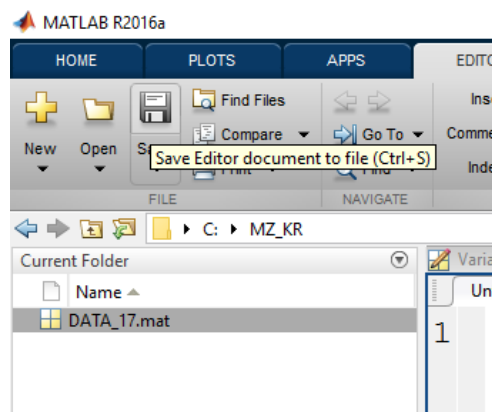 MATLAB R2016a
HOME PLOTS APPS EDITO
New Open Find Files Compare Go To
Save Editor document to file (Ctrl+S)
FILE NAVIGATE
C: MZ_KR
Current Folder
Name
DATA_17.mat
1